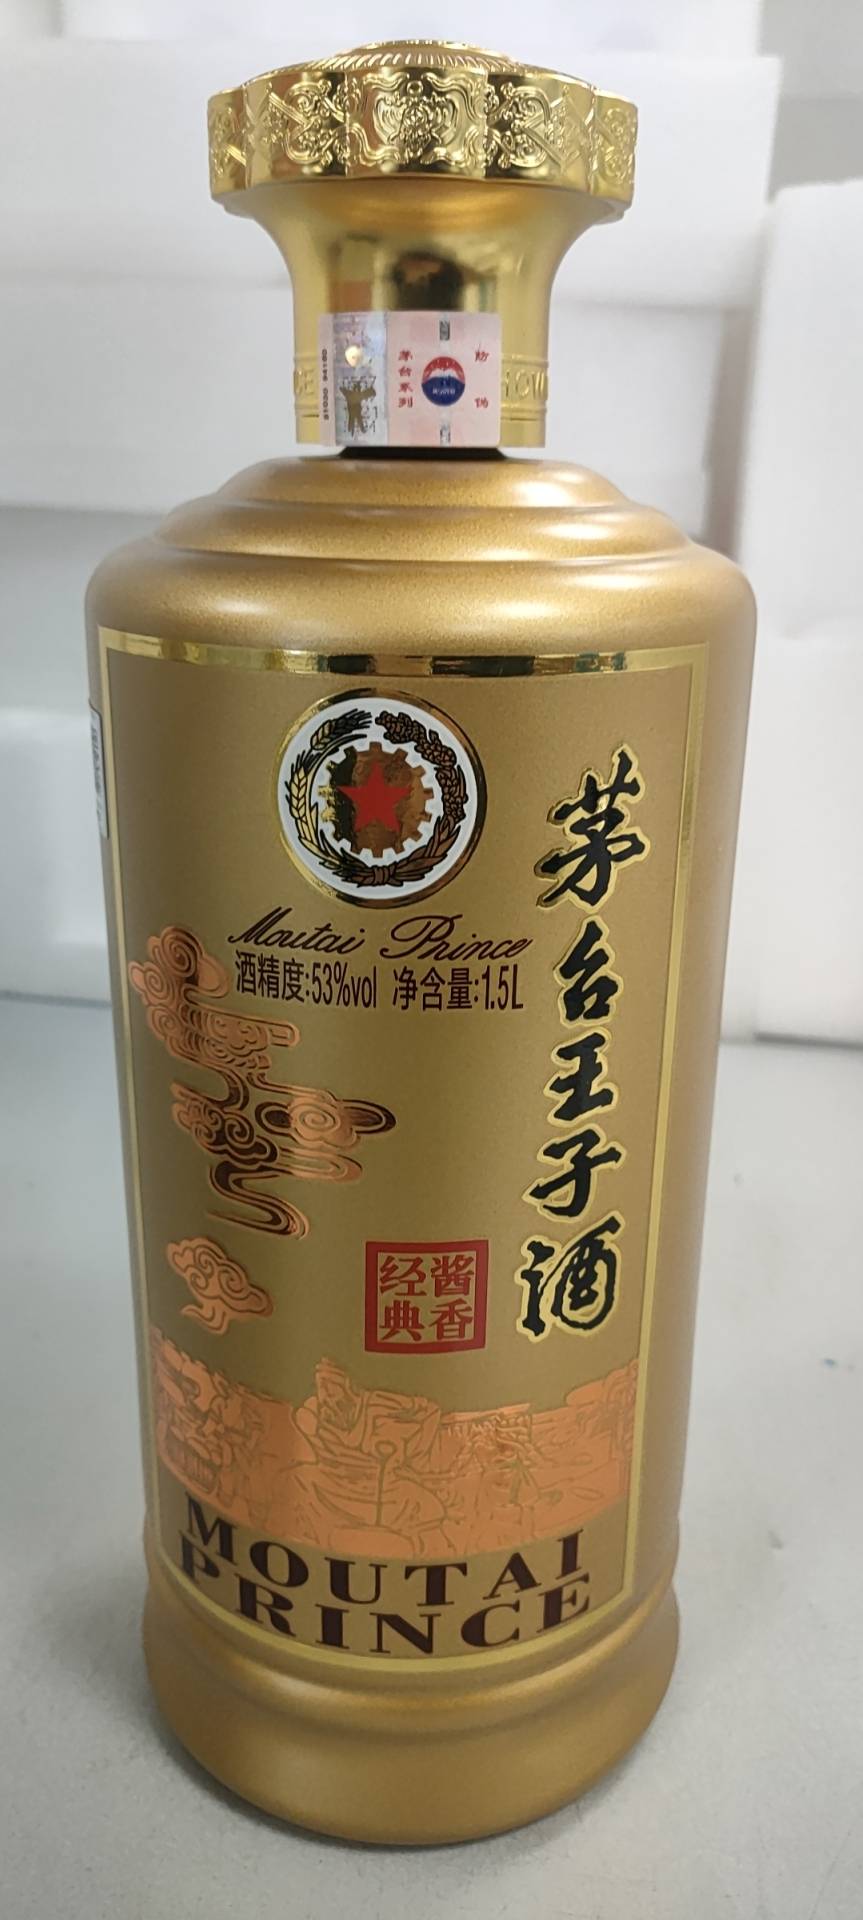 茅台系列
防伪
茅台王子酒
Moutai Prince
酒精度:53%vol 净含量:1.5L
酱香
经典
MOUTAI
PRINCE